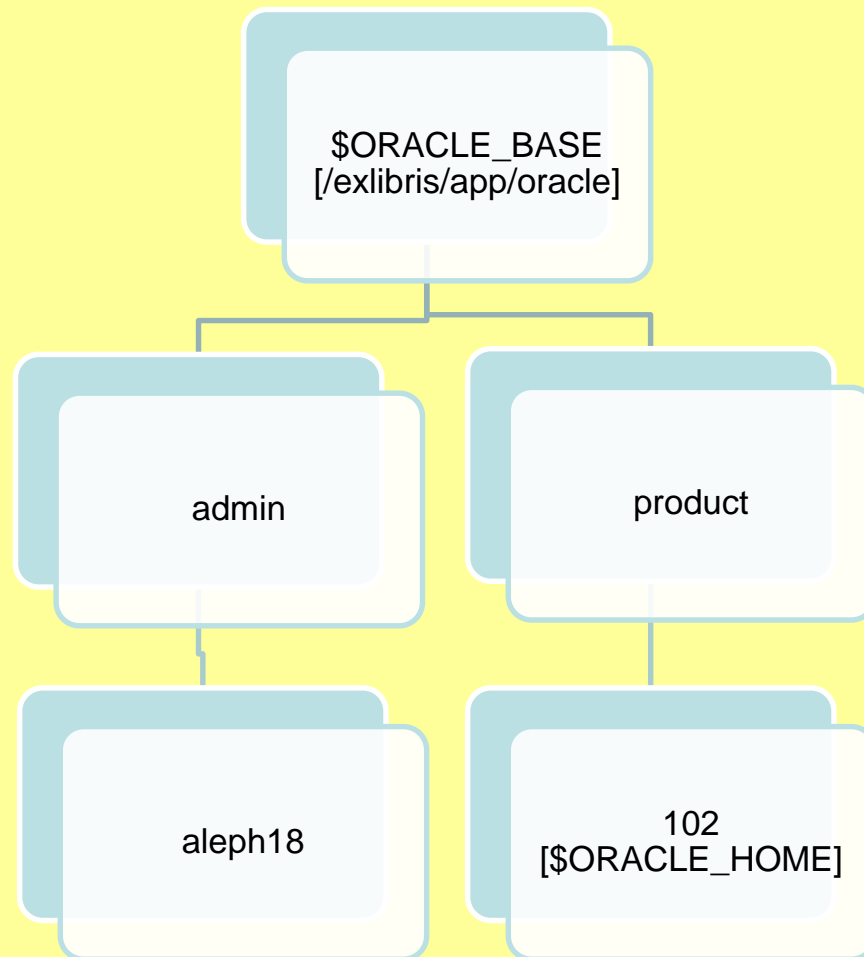 $ORACLE_BASE
[/exlibris/app/oracle]
admin
product
aleph18
102
[$ORACLE_HOME]